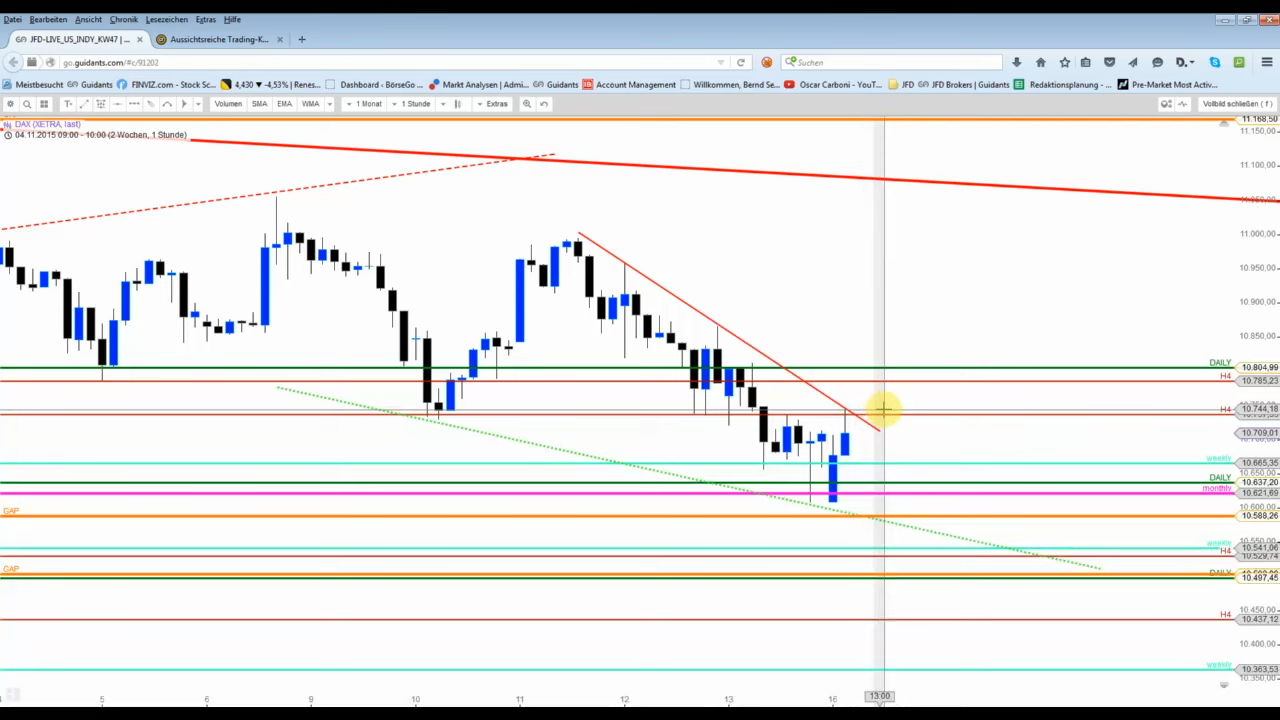 Datei Bearbeiten Ansicht Chronik Lesezeichen Extras Hilfe
JFD-LIVE_US_INDY_KW47 | ... Aussichtsreiche Trading-K...
go.guidants.com/#c/91202 Suchen
Meistbesucht Guidants FINVIZ.com - Stock Sc... 4,430 -4,53% | Renes... Dashboard - BörseGo ... Markt Analysen | Admi... Guidants Account Management Willkommen, Bernd Se... Oscar Carboni - YouT... JFD JFD Brokers | Guidants Redaktionsplanung - ... Pre-Market Most Activ...
Volumen SMA EMA WMA 1 Monat 1 Stunde Extras Vollbild schließen ( f )
DAX (XETRA, last)
04.11.2015 09:00 - 10:00 (2 Wochen, 1 Stunde)
11.168,50
11.150,00
11.100,00
11.000,00
10.950,00
10.900,00
10.850,00
DAILY 10.804,99
H4 10.785,23
H4 10.744,18
10.709,01
weekly 10.665,35
10.650,00
DAILY 10.637,20
monthly 10.621,69
10.600,00
GAP 10.588,26
weekly 10.541,06
H4 10.529,74
GAP DAILY
10.497,45
10.450,00
H4 10.437,12
10.400,00
weekly 10.363,53
10.350,00
6 9 10 11 12 13 16 13:00